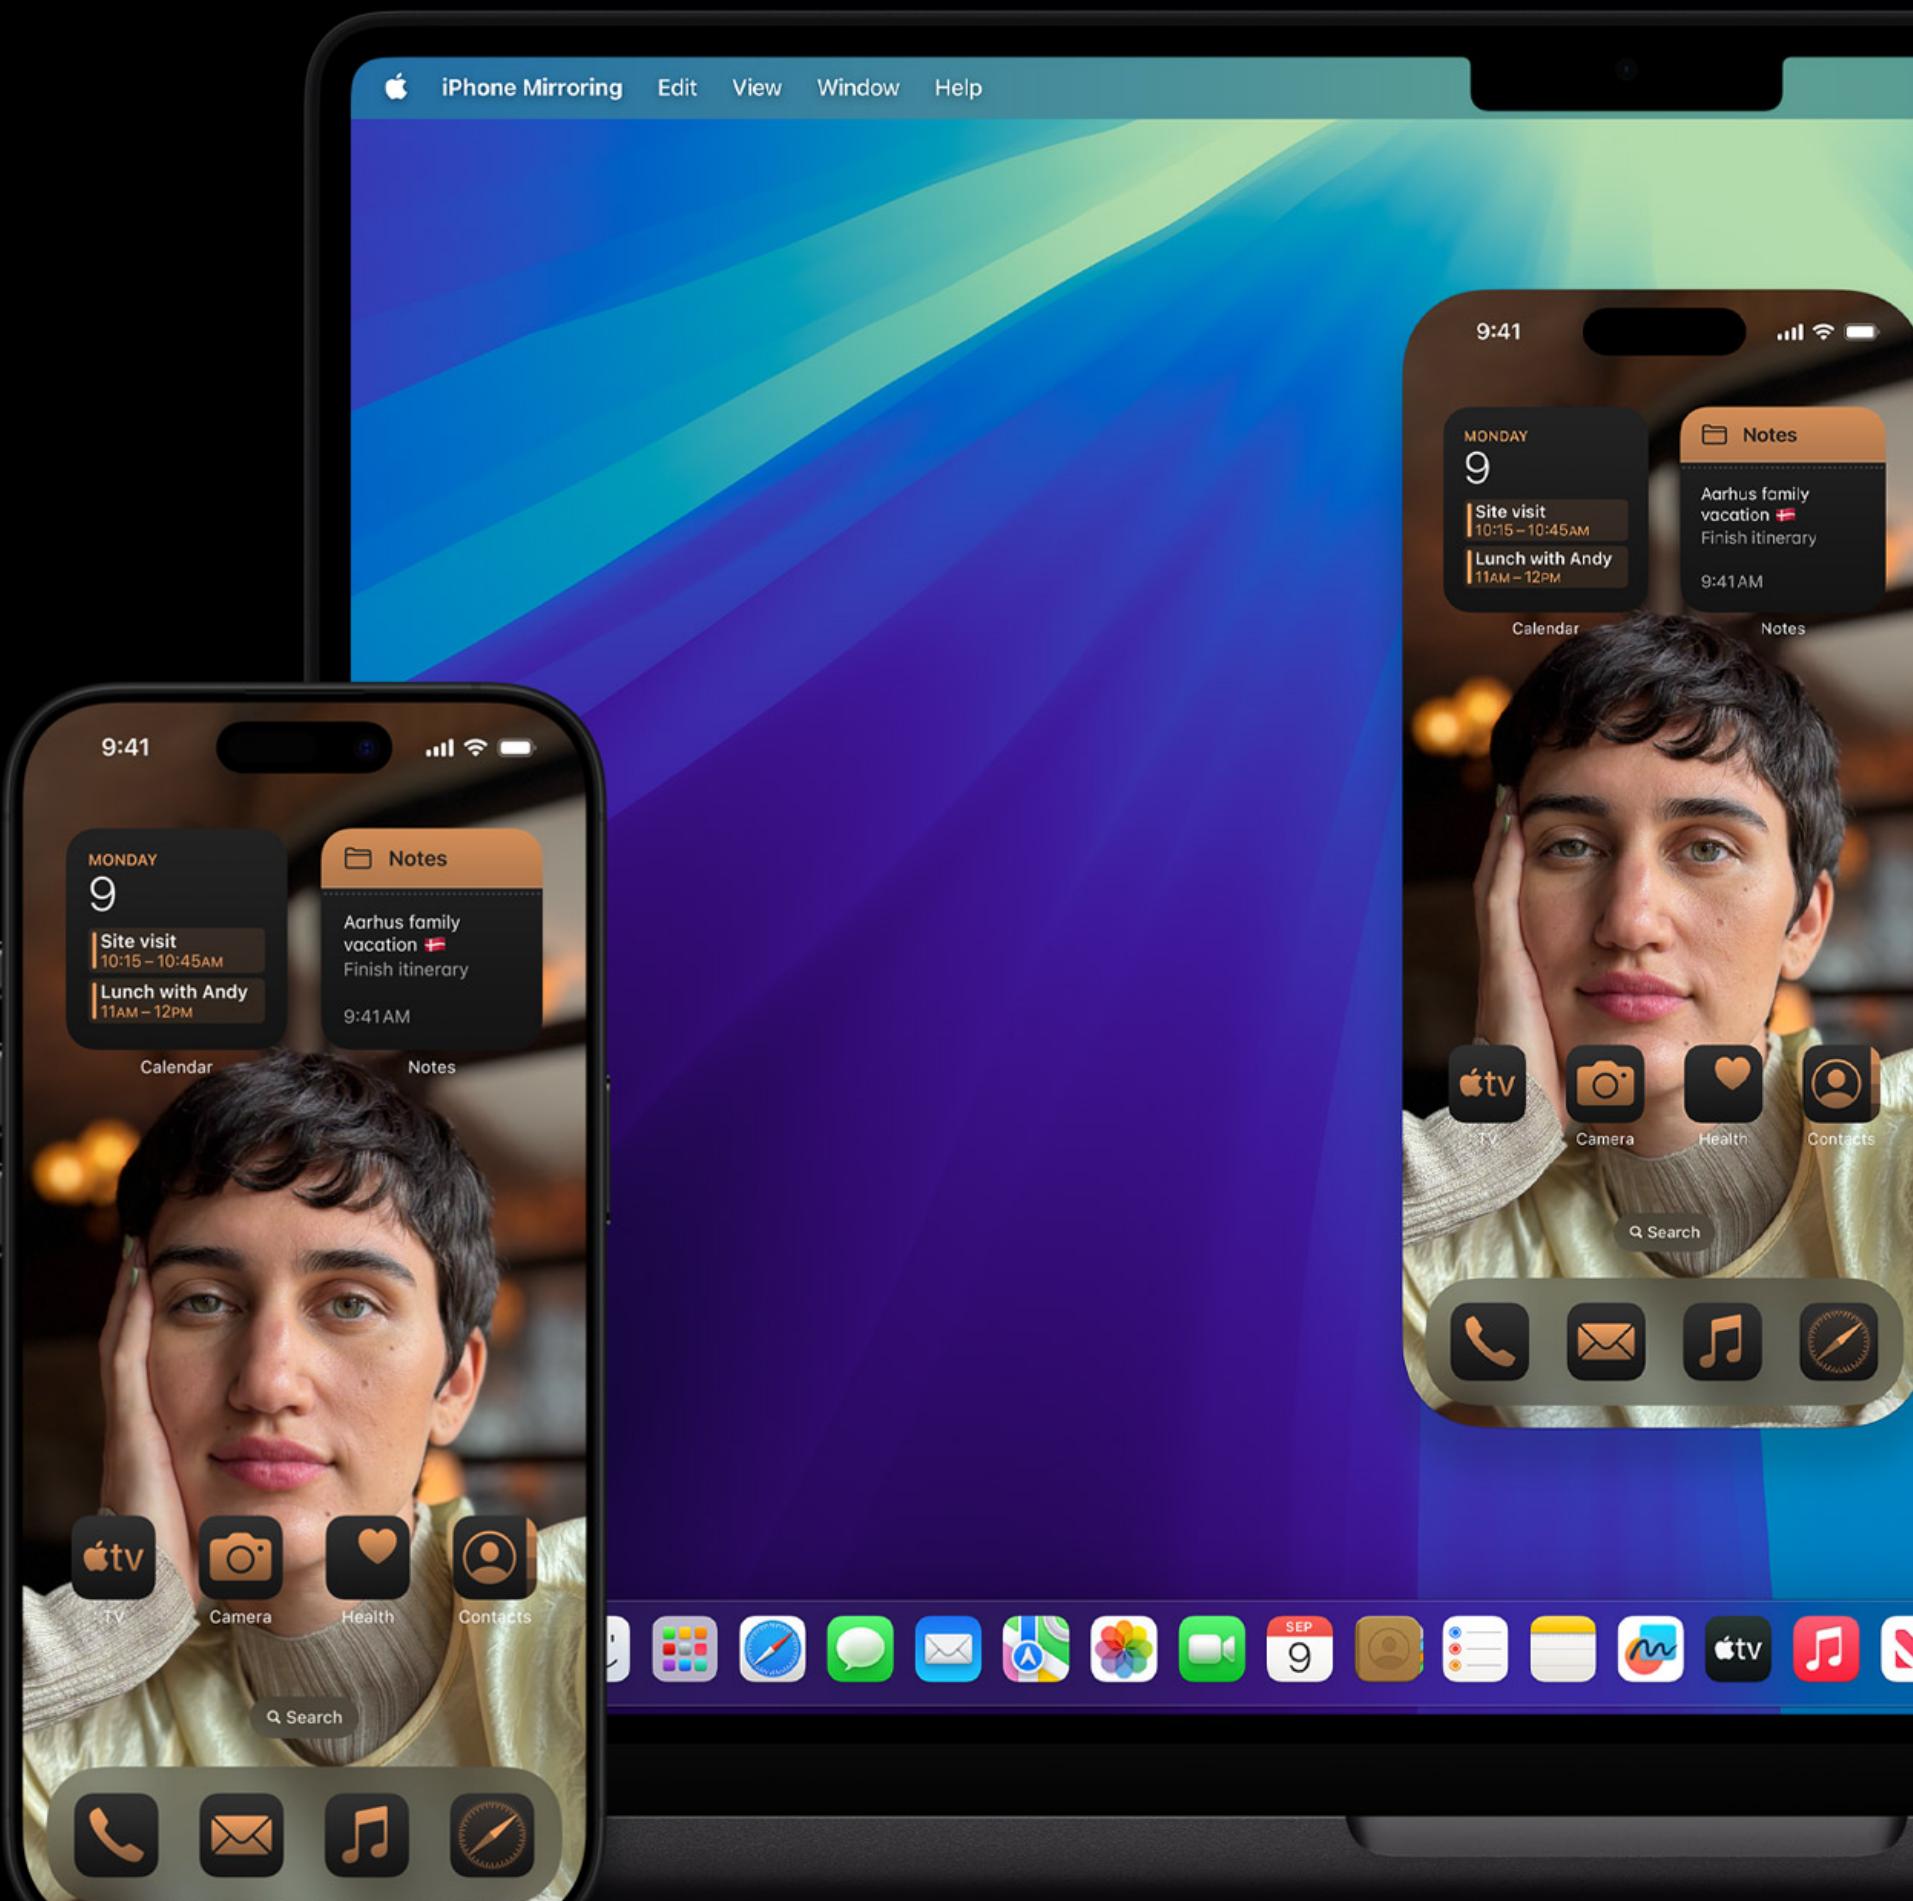 iPhone Mirroring Edit View Window Help
9:41
MONDAY
9
Site visit
10:15 – 10:45AM
Lunch with Andy
11AM – 12PM
Calendar
Notes
Aarhus family
vacation 🇩🇰
Finish itinerary
9:41AM
Notes
tv
TV
Camera
Health
Contacts
Search
9:41
MONDAY
9
Site visit
10:15 – 10:45AM
Lunch with Andy
11AM – 12PM
Calendar
Notes
Aarhus family
vacation 🇩🇰
Finish itinerary
9:41AM
Notes
tv
TV
Camera
Health
Contacts
Search
SEP
9
tv